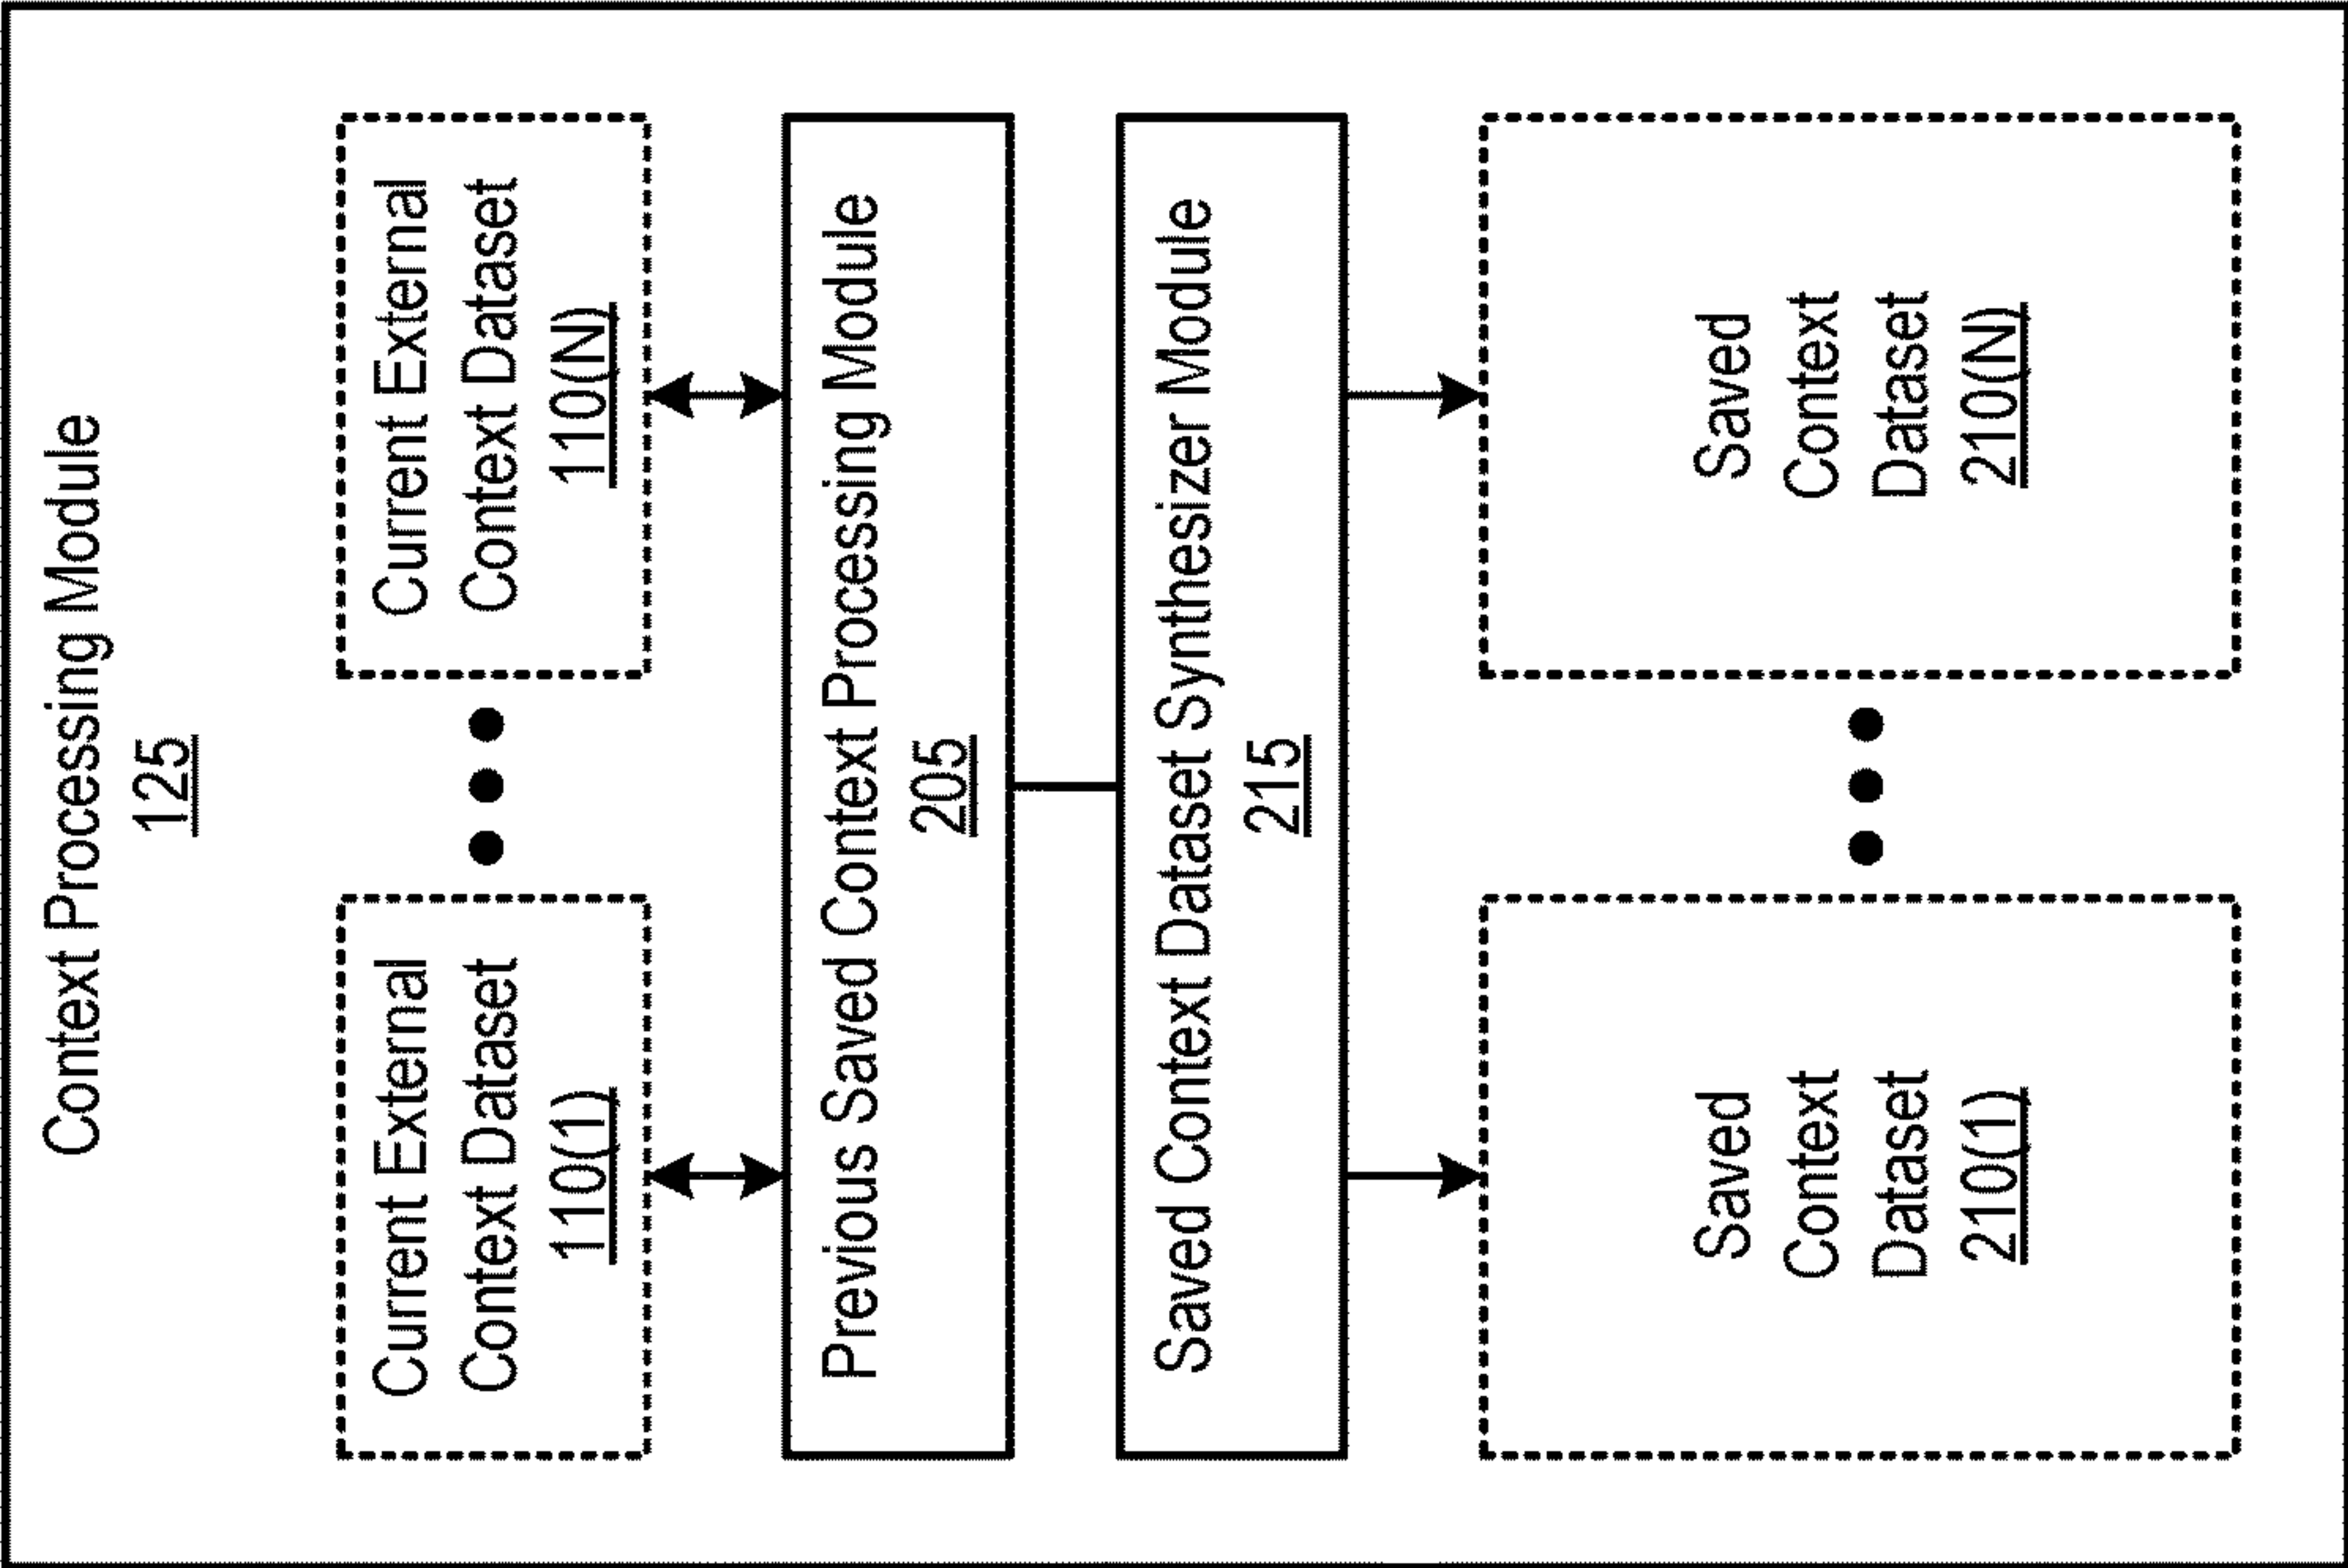 Context Processing Module
125
Current External
Context Dataset
110(1)
Current External
Context Dataset
110(N)
Previous Saved Context Processing Module
205
Saved Context Dataset Synthesizer Module
215
Saved
Context
Dataset
210(1)
Saved
Context
Dataset
210(N)